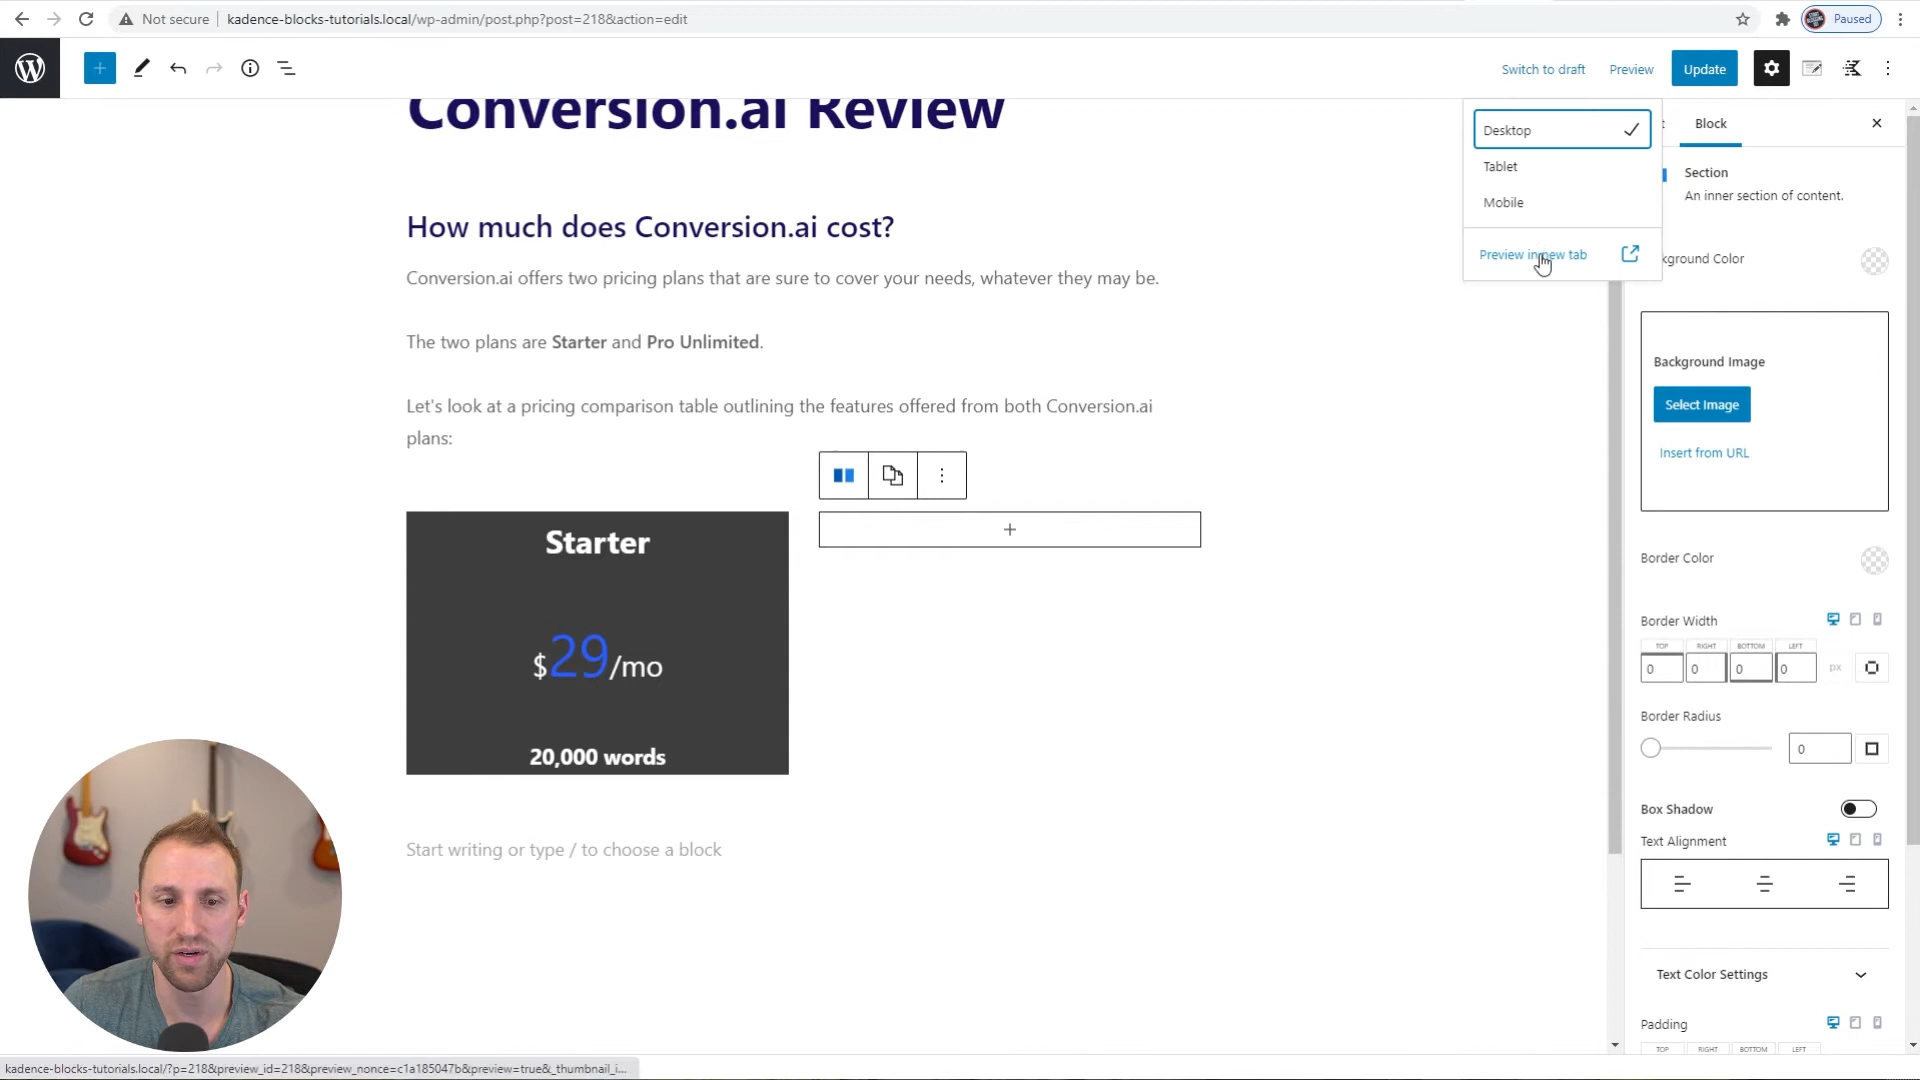 Not secure
kadence-blocks-tutorials.local/wp-admin/post.php?post=218&action=edit
Paused
Switch to draft
Preview
Update
Conversion.ai Review
Desktop
Tablet
Mobile
Preview in new tab
Block
Section
An inner section of content.
kground Color
How much does Conversion.ai cost?
Conversion.ai offers two pricing plans that are sure to cover your needs, whatever they may be.
The two plans are Starter and Pro Unlimited.
Let's look at a pricing comparison table outlining the features offered from both Conversion.ai
plans:
Starter
$29/mo
20,000 words
Start writing or type / to choose a block
Background Image
Select Image
Insert from URL
Border Color
Border Width
TOP RIGHT BOTTOM LEFT
0 0 0 0 px
Border Radius
0
Box Shadow
Text Alignment
Text Color Settings
Padding
TOP RIGHT BOTTOM LEFT
kadence-blocks-tutorials.local/?p=218&preview_id=218&preview_nonce=c1a185047b&preview=true&_thumbnail_i...